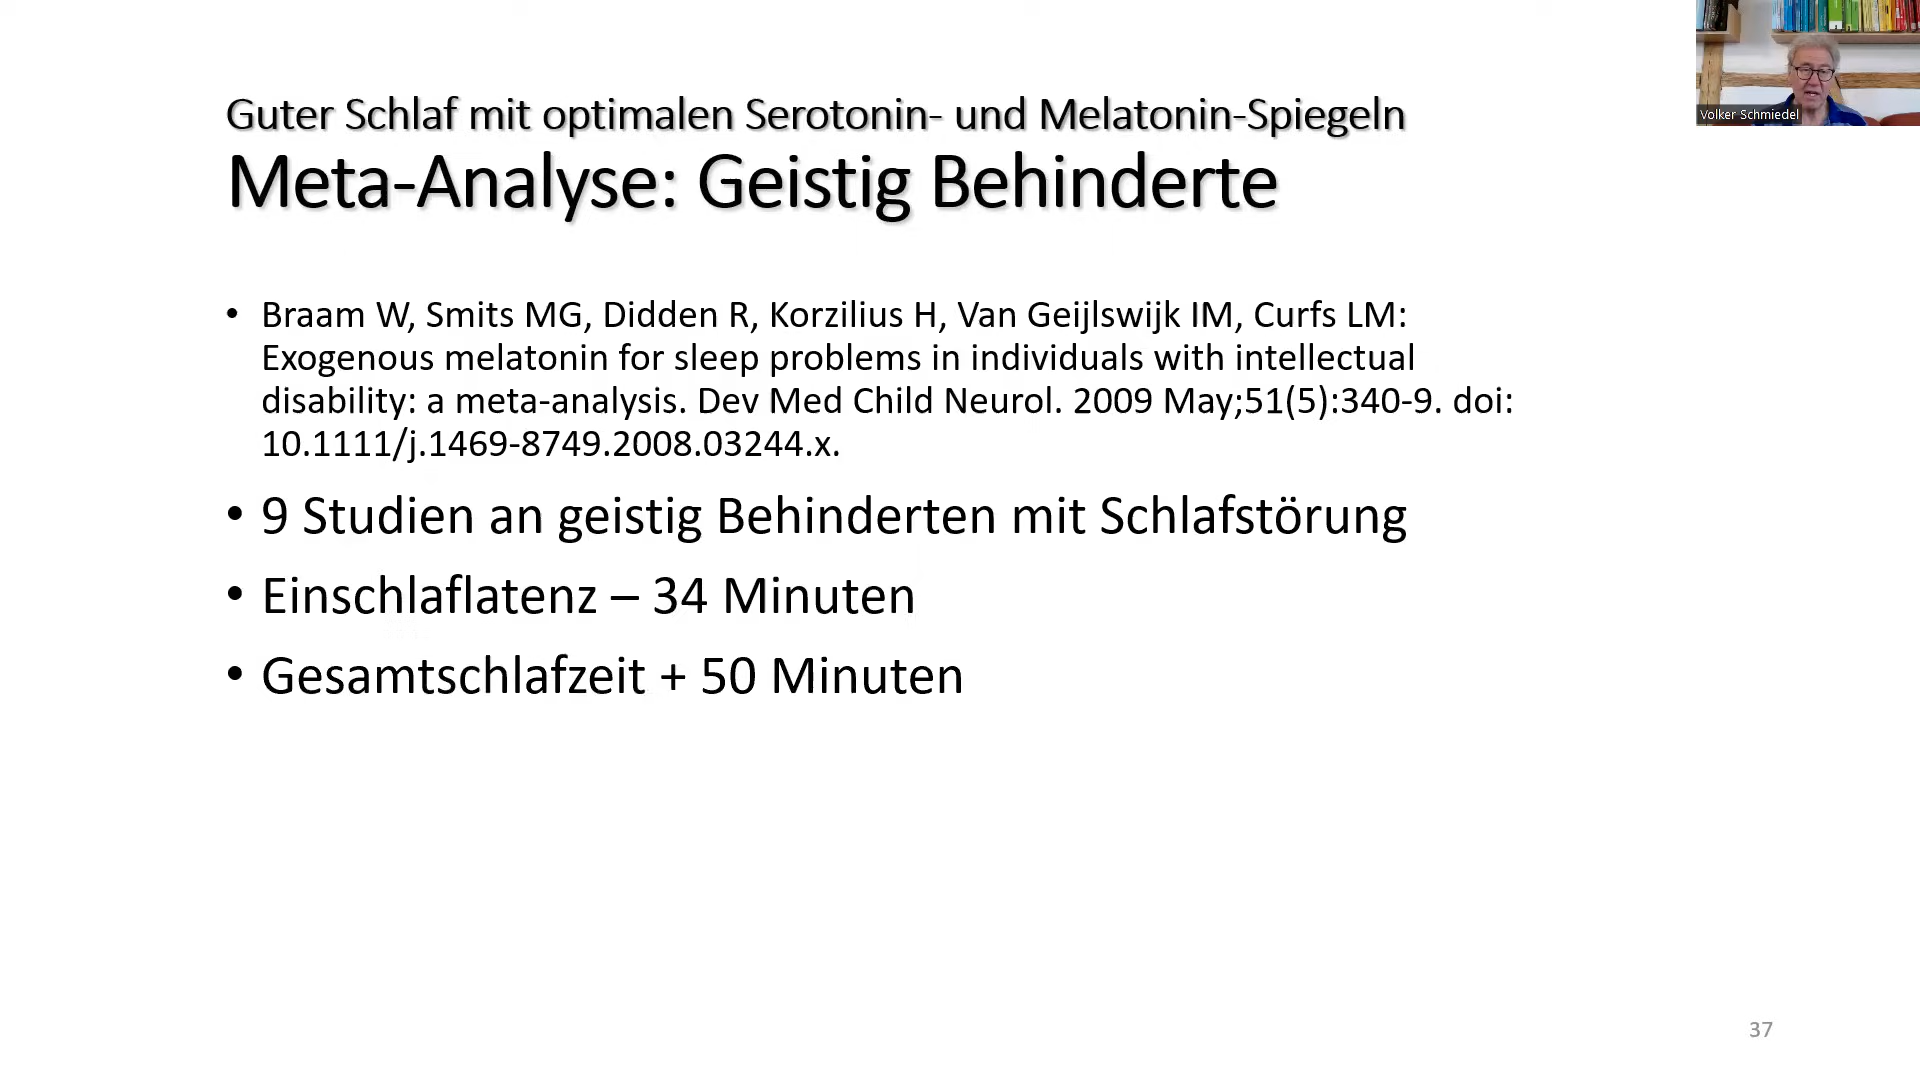 Guter Schlaf mit optimalen Serotonin- und Melatonin-Spiegeln
Meta-Analyse: Geistig Behinderte
• Braam W, Smits MG, Didden R, Korzilius H, Van Geijlswijk IM, Curfs LM:
Exogenous melatonin for sleep problems in individuals with intellectual
disability: a meta-analysis. Dev Med Child Neurol. 2009 May;51(5):340-9. doi:
10.1111/j.1469-8749.2008.03244.x.
• 9 Studien an geistig Behinderten mit Schlafstörung
• Einschlaflatenz – 34 Minuten
• Gesamtschlafzeit + 50 Minuten
Volker Schmiedel
37